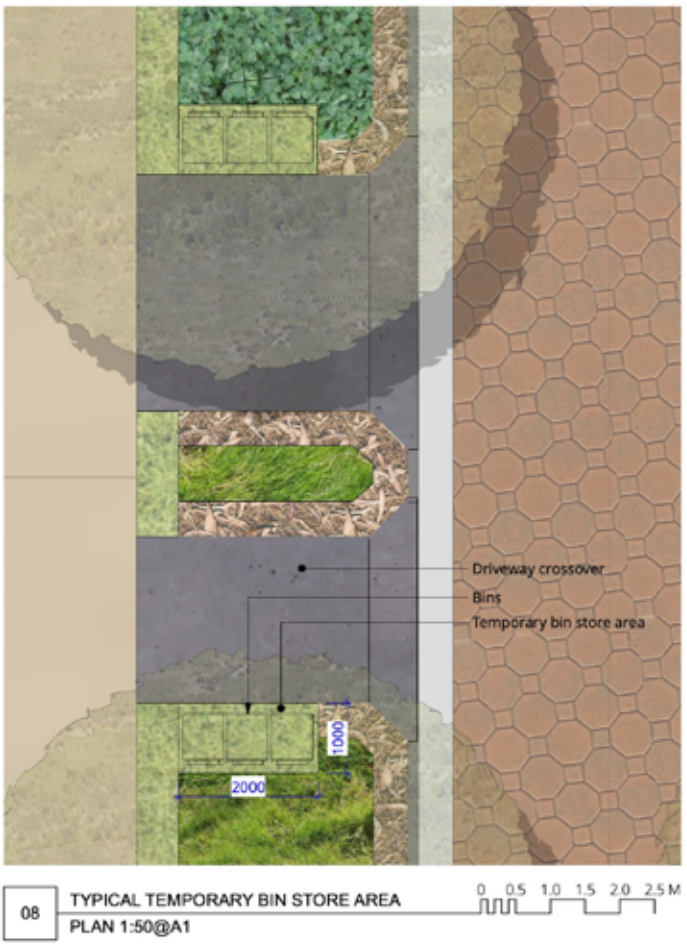 Driveway crossover
Bins
Temporary bin store area
1000
2000
08
TYPICAL TEMPORARY BIN STORE AREA
PLAN 1:50@A1
0 0.5 1.0 1.5 2.0 2.5 M